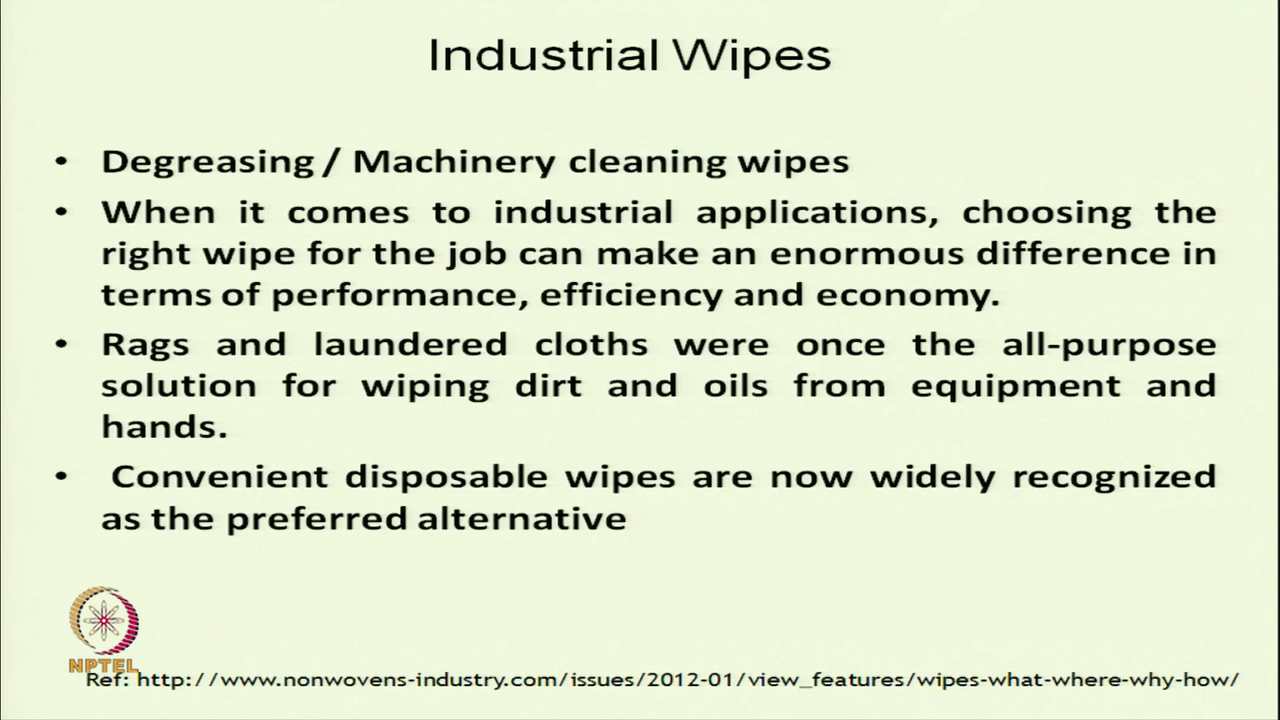 Industrial Wipes
• Degreasing / Machinery cleaning wipes
• When it comes to industrial applications, choosing the
right wipe for the job can make an enormous difference in
terms of performance, efficiency and economy.
• Rags and laundered cloths were once the all-purpose
solution for wiping dirt and oils from equipment and
hands.
• Convenient disposable wipes are now widely recognized
as the preferred alternative
NPTEL
Ref: http://www.nonwovens-industry.com/issues/2012-01/view_features/wipes-what-where-why-how/